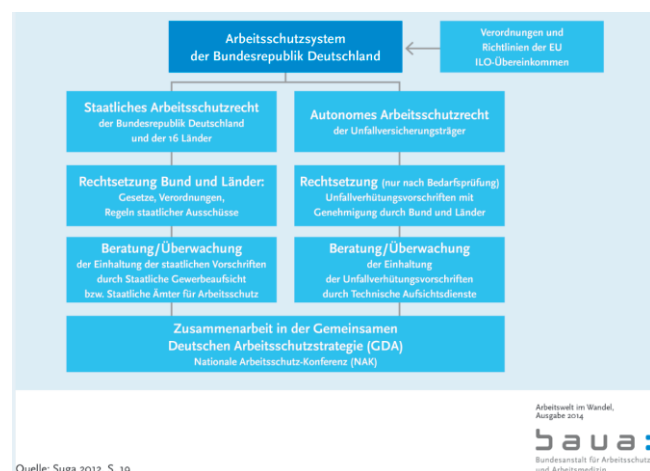 Arbeitsschutzsystem
der Bundesrepublik Deutschland
Verordnungen und
Richtlinien der EU
ILO-Übereinkommen
Staatliches Arbeitsschutzrecht
der Bundesrepublik Deutschland
und der 16 Länder
Autonomes Arbeitsschutzrecht
der Unfallversicherungsträger
Rechtsetzung Bund und Länder:
Gesetze, Verordnungen,
Regeln staatlicher Ausschüsse
Rechtsetzung (nur nach Bedarfsprüfung)
Unfallverhütungsvorschriften mit
Genehmigung durch Bund und Länder
Beratung/Überwachung
der Einhaltung der staatlichen Vorschriften
durch Staatliche Gewerbeaufsicht
bzw. Staatliche Ämter für Arbeitsschutz
Beratung/Überwachung
der Einhaltung
der Unfallverhütungsvorschriften
durch Technische Aufsichtsdienste
Zusammenarbeit in der Gemeinsamen
Deutschen Arbeitsschutzstrategie (GDA)
Nationale Arbeitsschutz-Konferenz (NAK)
Arbeitswelt im Wandel,
Ausgabe 2014
baua:
Bundesanstalt für Arbeitsschutz
und Arbeitsmedizin
Quelle: Suga 2012, S. 19